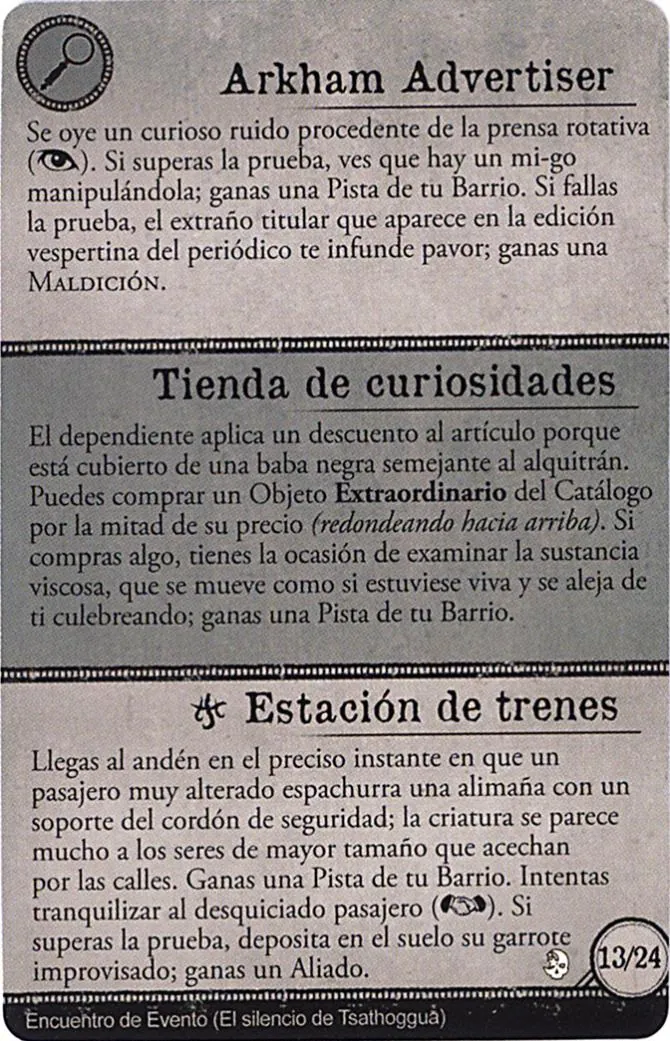 Arkham Advertiser
Se oye un curioso ruido procedente de la prensa rotativa
(). Si superas la prueba, ves que hay un mi-go
manipulándola; ganas una Pista de tu Barrio. Si fallas
la prueba, el extraño titular que aparece en la edición
vespertina del periódico te infunde pavor; ganas una
MALDICIÓN.
Tienda de curiosidades
El dependiente aplica un descuento al artículo porque
está cubierto de una baba negra semejante al alquitrán.
Puedes comprar un Objeto Extraordinario del Catálogo
por la mitad de su precio (redondeando hacia arriba). Si
compras algo, tienes la ocasión de examinar la sustancia
viscosa, que se mueve como si estuviese viva y se aleja de
ti culebreando; ganas una Pista de tu Barrio.
Estación de trenes
Llegas al andén en el preciso instante en que un
pasajero muy alterado espachurra una alimaña con un
soporte del cordón de seguridad; la criatura se parece
mucho a los seres de mayor tamaño que acechan
por las calles. Ganas una Pista de tu Barrio. Intentas
tranquilizar al desquiciado pasajero (). Si
superas la prueba, deposita en el suelo su garrote
improvisado; ganas un Aliado.
13/24
Encuentro de Evento (El silencio de Tsathoggua)